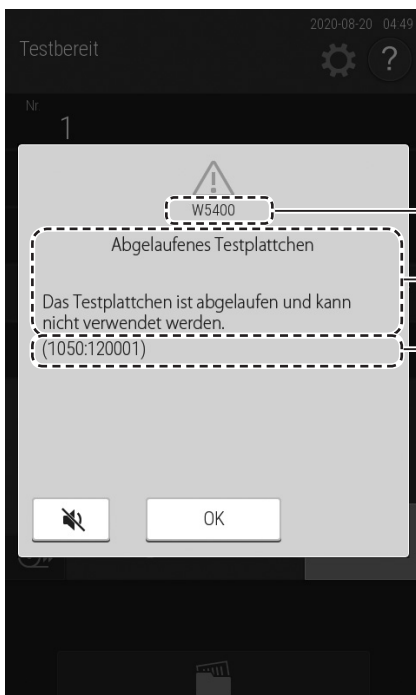 2020-08-20 04:49
Testbereit
?
Nr
1
W5400
Abgelaufenes Testplattchen
Das Testplattchen ist abgelaufen und kann
nicht verwendet werden.
(1050:120001)
OK